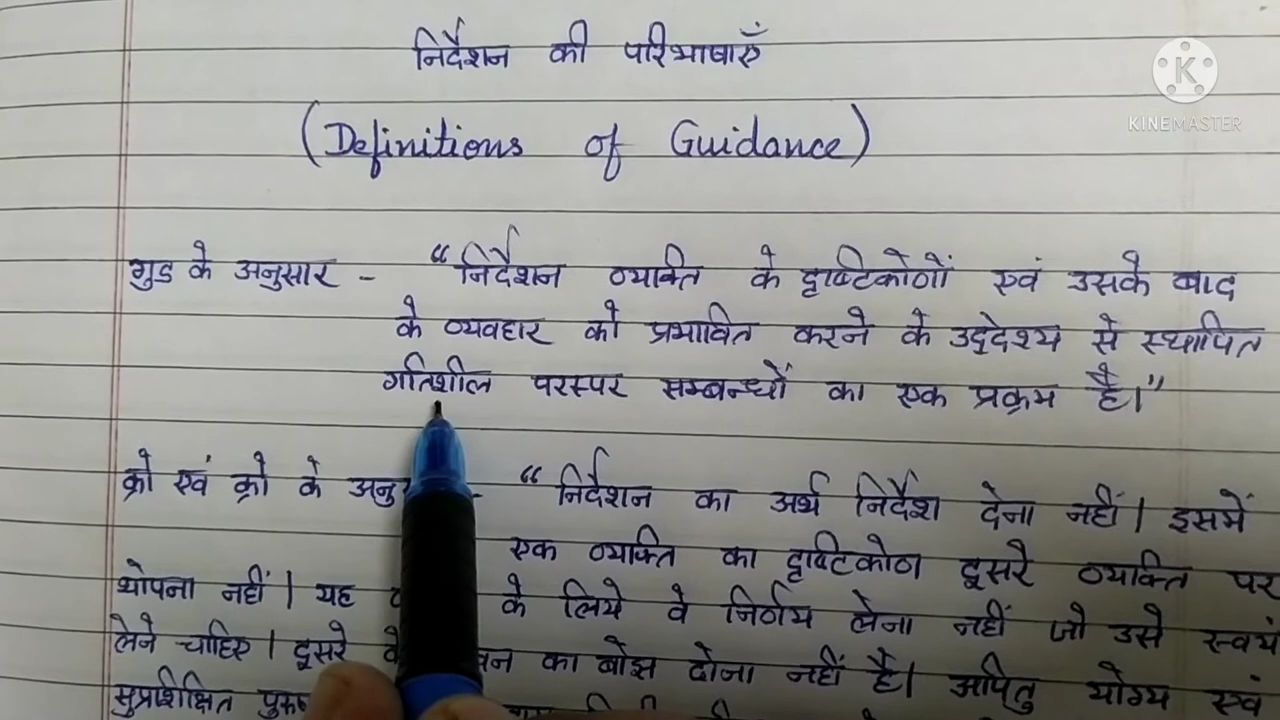 निर्देशन की परिभाषाएँ
(Definitions of Guidance)
गुड के अनुसार - "निर्देशन व्यक्ति के दृष्टिकोणों एवं उसके बाद
के व्यवहार को प्रभावित करने के उद्देश्य से स्थापित
गतिशील परस्पर सम्बन्धों का एक प्रक्रम है।"
क्रो एवं क्रो के - "निर्देशन का अर्थ निर्देश देना नहीं। इसमें
एक व्यक्ति का दृष्टिकोण दूसरे व्यक्ति पर
थोपना नहीं। यह के लिये वे निर्णय लेना नहीं जो उसे स्वयं
लेने चाहिए। दूसरे का बोझ ढोना नहीं है। अपितु योग्य एवं
सुप्रशिक्षित
KINEMASTER